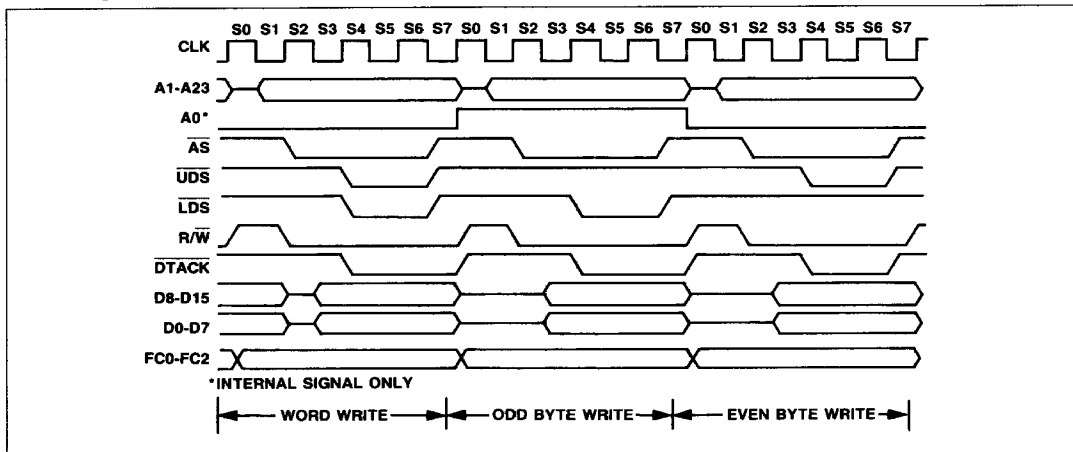 S0 S1 S2 S3 S4 S5 S6 S7 S0 S1 S2 S3 S4 S5 S6 S7 S0 S1 S2 S3 S4 S5 S6 S7
CLK
A1-A23
A0*
AS
UDS
LDS
R/W
DTACK
D8-D15
D0-D7
FC0-FC2
*INTERNAL SIGNAL ONLY
WORD WRITE ODD BYTE WRITE EVEN BYTE WRITE